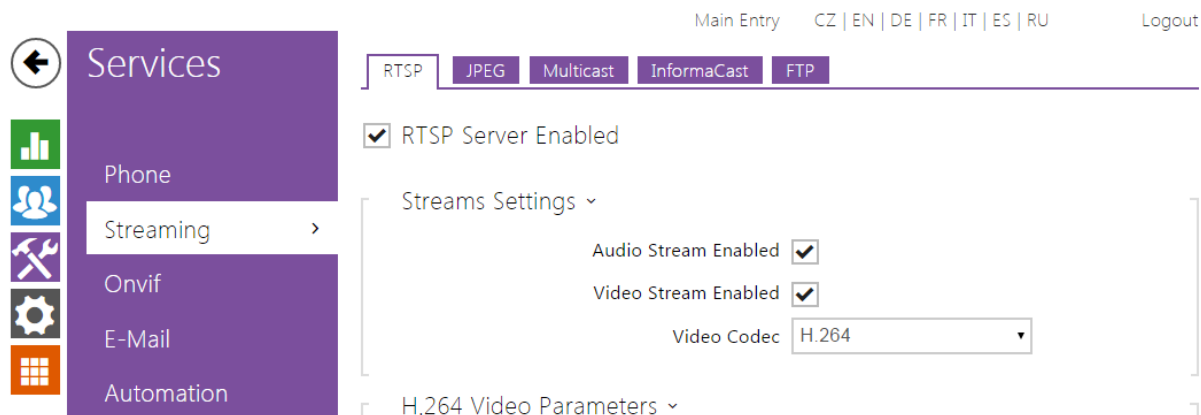 Main Entry CZ | EN | DE | FR | IT | ES | RU Logout
Services
RTSP JPEG Multicast InformaCast FTP
RTSP Server Enabled
Phone
Streams Settings
Streaming
Audio Stream Enabled
Onvif
Video Stream Enabled
E-Mail
Video Codec H.264
Automation
H.264 Video Parameters